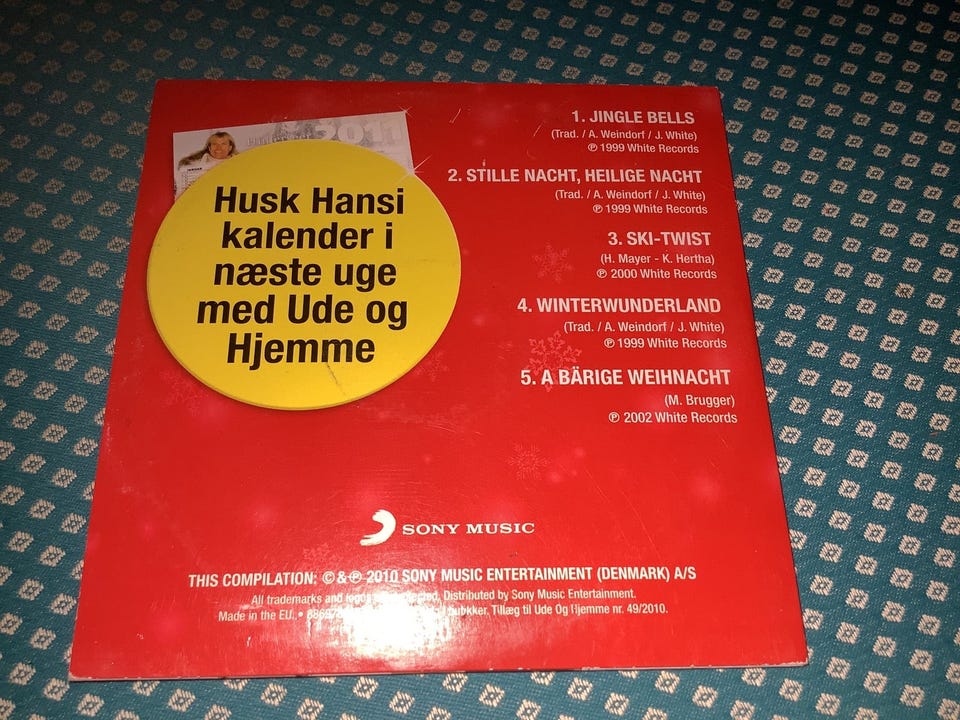 2011
Husk Hansi
kalender i
næste uge
med Ude og
Hjemme
1. JINGLE BELLS
(Trad. / A. Weindorf / J. White)
℗ 1999 White Records
2. STILLE NACHT, HEILIGE NACHT
(Trad. / A. Weindorf / J. White)
℗ 1999 White Records
3. SKI-TWIST
(H. Mayer - K. Hertha)
℗ 2000 White Records
4. WINTERWUNDERLAND
(Trad. / A. Weindorf / J. White)
℗ 1999 White Records
5. A BÄRIGE WEIHNACHT
(M. Brugger)
℗ 2002 White Records
SONY MUSIC
THIS COMPILATION: © & ℗ 2010 SONY MUSIC ENTERTAINMENT (DENMARK) A/S
All trademarks and logos protected. Distributed by Sony Music Entertainment.
Made in the EU. • Tillæg til Ude Og Hjemme nr. 49/2010.